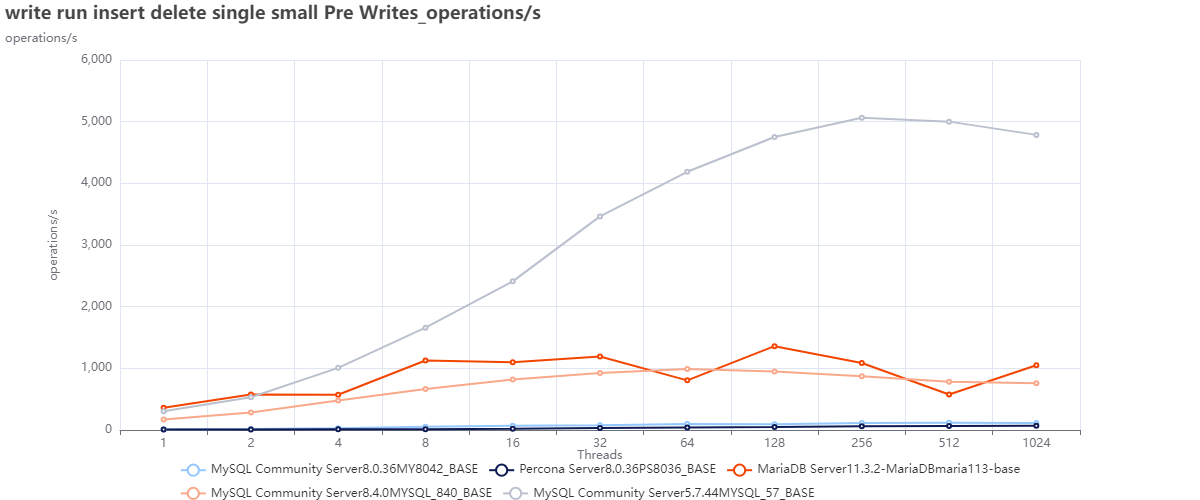 write run insert delete single small Pre Writes_operations/s
operations/s
6,000
5,000
4,000
3,000
2,000
1,000
0
operations/s
1 2 4 8 16 32 64 128 256 512 1024
Threads
MySQL Community Server8.0.36MY8042_BASE Percona Server8.0.36PS8036_BASE MariaDB Server11.3.2-MariaDBmaria113-base
MySQL Community Server8.4.0MYSQL_840_BASE MySQL Community Server5.7.44MYSQL_57_BASE